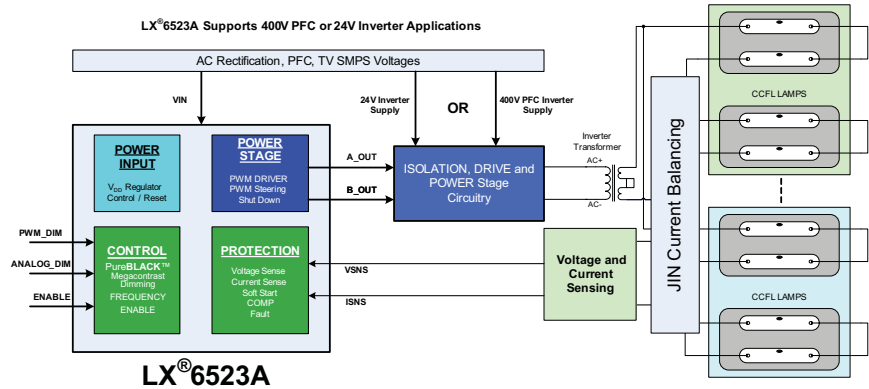 LX®6523A Supports 400V PFC or 24V Inverter Applications
AC Rectification, PFC, TV SMPS Voltages
VIN
24V Inverter
Supply
OR
400V PFC Inverter
Supply
POWER
INPUT
VDD Regulator
Control / Reset
POWER
STAGE
PWM DRIVER
PWM Steering
Shut Down
A_OUT
B_OUT
ISOLATION, DRIVE and
POWER Stage
Circuitry
Inverter
Transformer
AC+
AC-
JIN Current Balancing
CCFL LAMPS
CCFL LAMPS
PWM_DIM
ANALOG_DIM
ENABLE
CONTROL
PureBLACK™
Megacontrast
Dimming
FREQUENCY
ENABLE
PROTECTION
Voltage Sense
Current Sense
Soft Start
COMP
Fault
VSNS
ISNS
Voltage and
Current
Sensing
LX®6523A